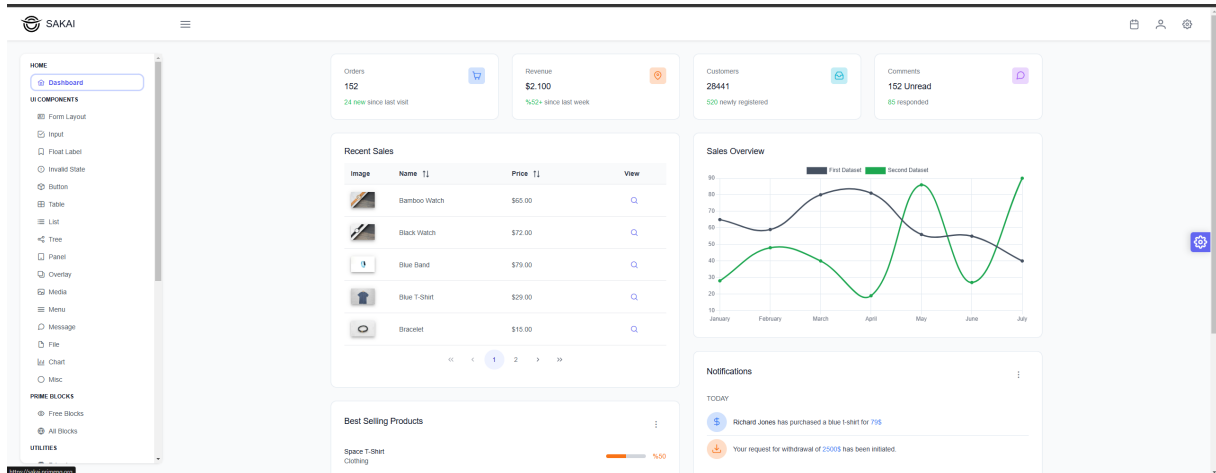 SAKAI
HOME
Dashboard
UI COMPONENTS
Form Layout
Input
Float Label
Invalid State
Button
Table
List
Tree
Panel
Overlay
Media
Menu
Message
File
Chart
Misc
PRIME BLOCKS
Free Blocks
All Blocks
UTILITIES
https://sakai.primeng.org
Orders
152
24 new since last visit
Revenue
$2.100
%52+ since last week
Customers
28441
520 newly registered
Comments
152 Unread
85 responded
Recent Sales
Image Name Price View
Bamboo Watch $65.00
Black Watch $72.00
Blue Band $79.00
Blue T-Shirt $29.00
Bracelet $15.00
1 2
Best Selling Products
Space T-Shirt
Clothing
%50
Sales Overview
First Dataset Second Dataset
90
80
70
60
50
40
30
20
10
January February March April May June July
Notifications
TODAY
Richard Jones has purchased a blue t-shirt for 79$
Your request for withdrawal of 2500$ has been initiated.